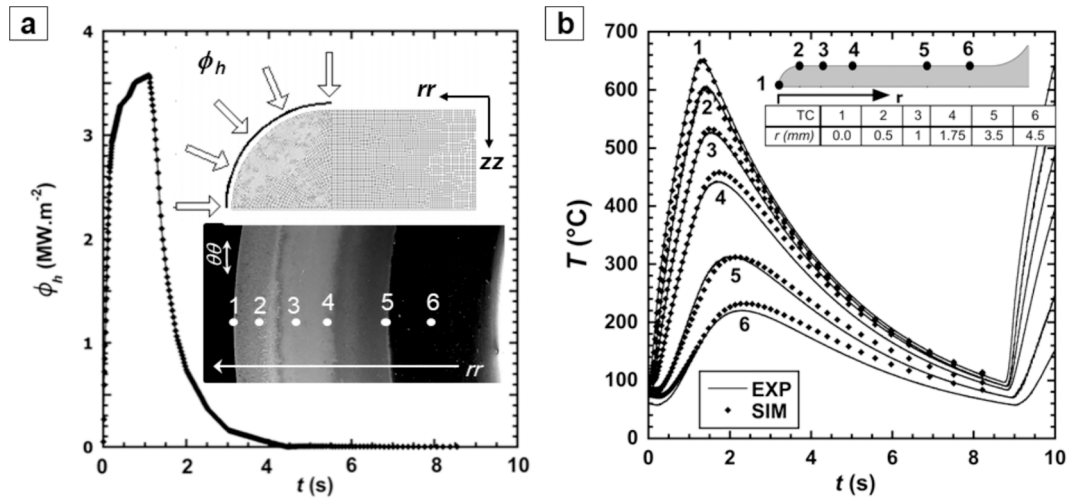 a
ϕh (MW.m-2)
4
3
2
1
0
0 2 4 6 8 10
t (s)
ϕh
rr
zz
θθ
1 2 3 4 5 6
rr
b
T (°C)
700
600
500
400
300
200
100
0
0 2 4 6 8 10
t (s)
1
2
3
4
5
6
2 3 4 5 6
1
r
TC 1 2 3 4 5 6
r (mm) 0.0 0.5 1 1.75 3.5 4.5
EXP
SIM